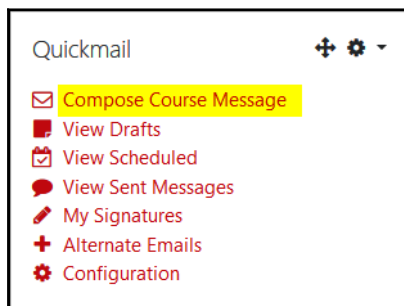 Quickmail
Compose Course Message
View Drafts
View Scheduled
View Sent Messages
My Signatures
Alternate Emails
Configuration